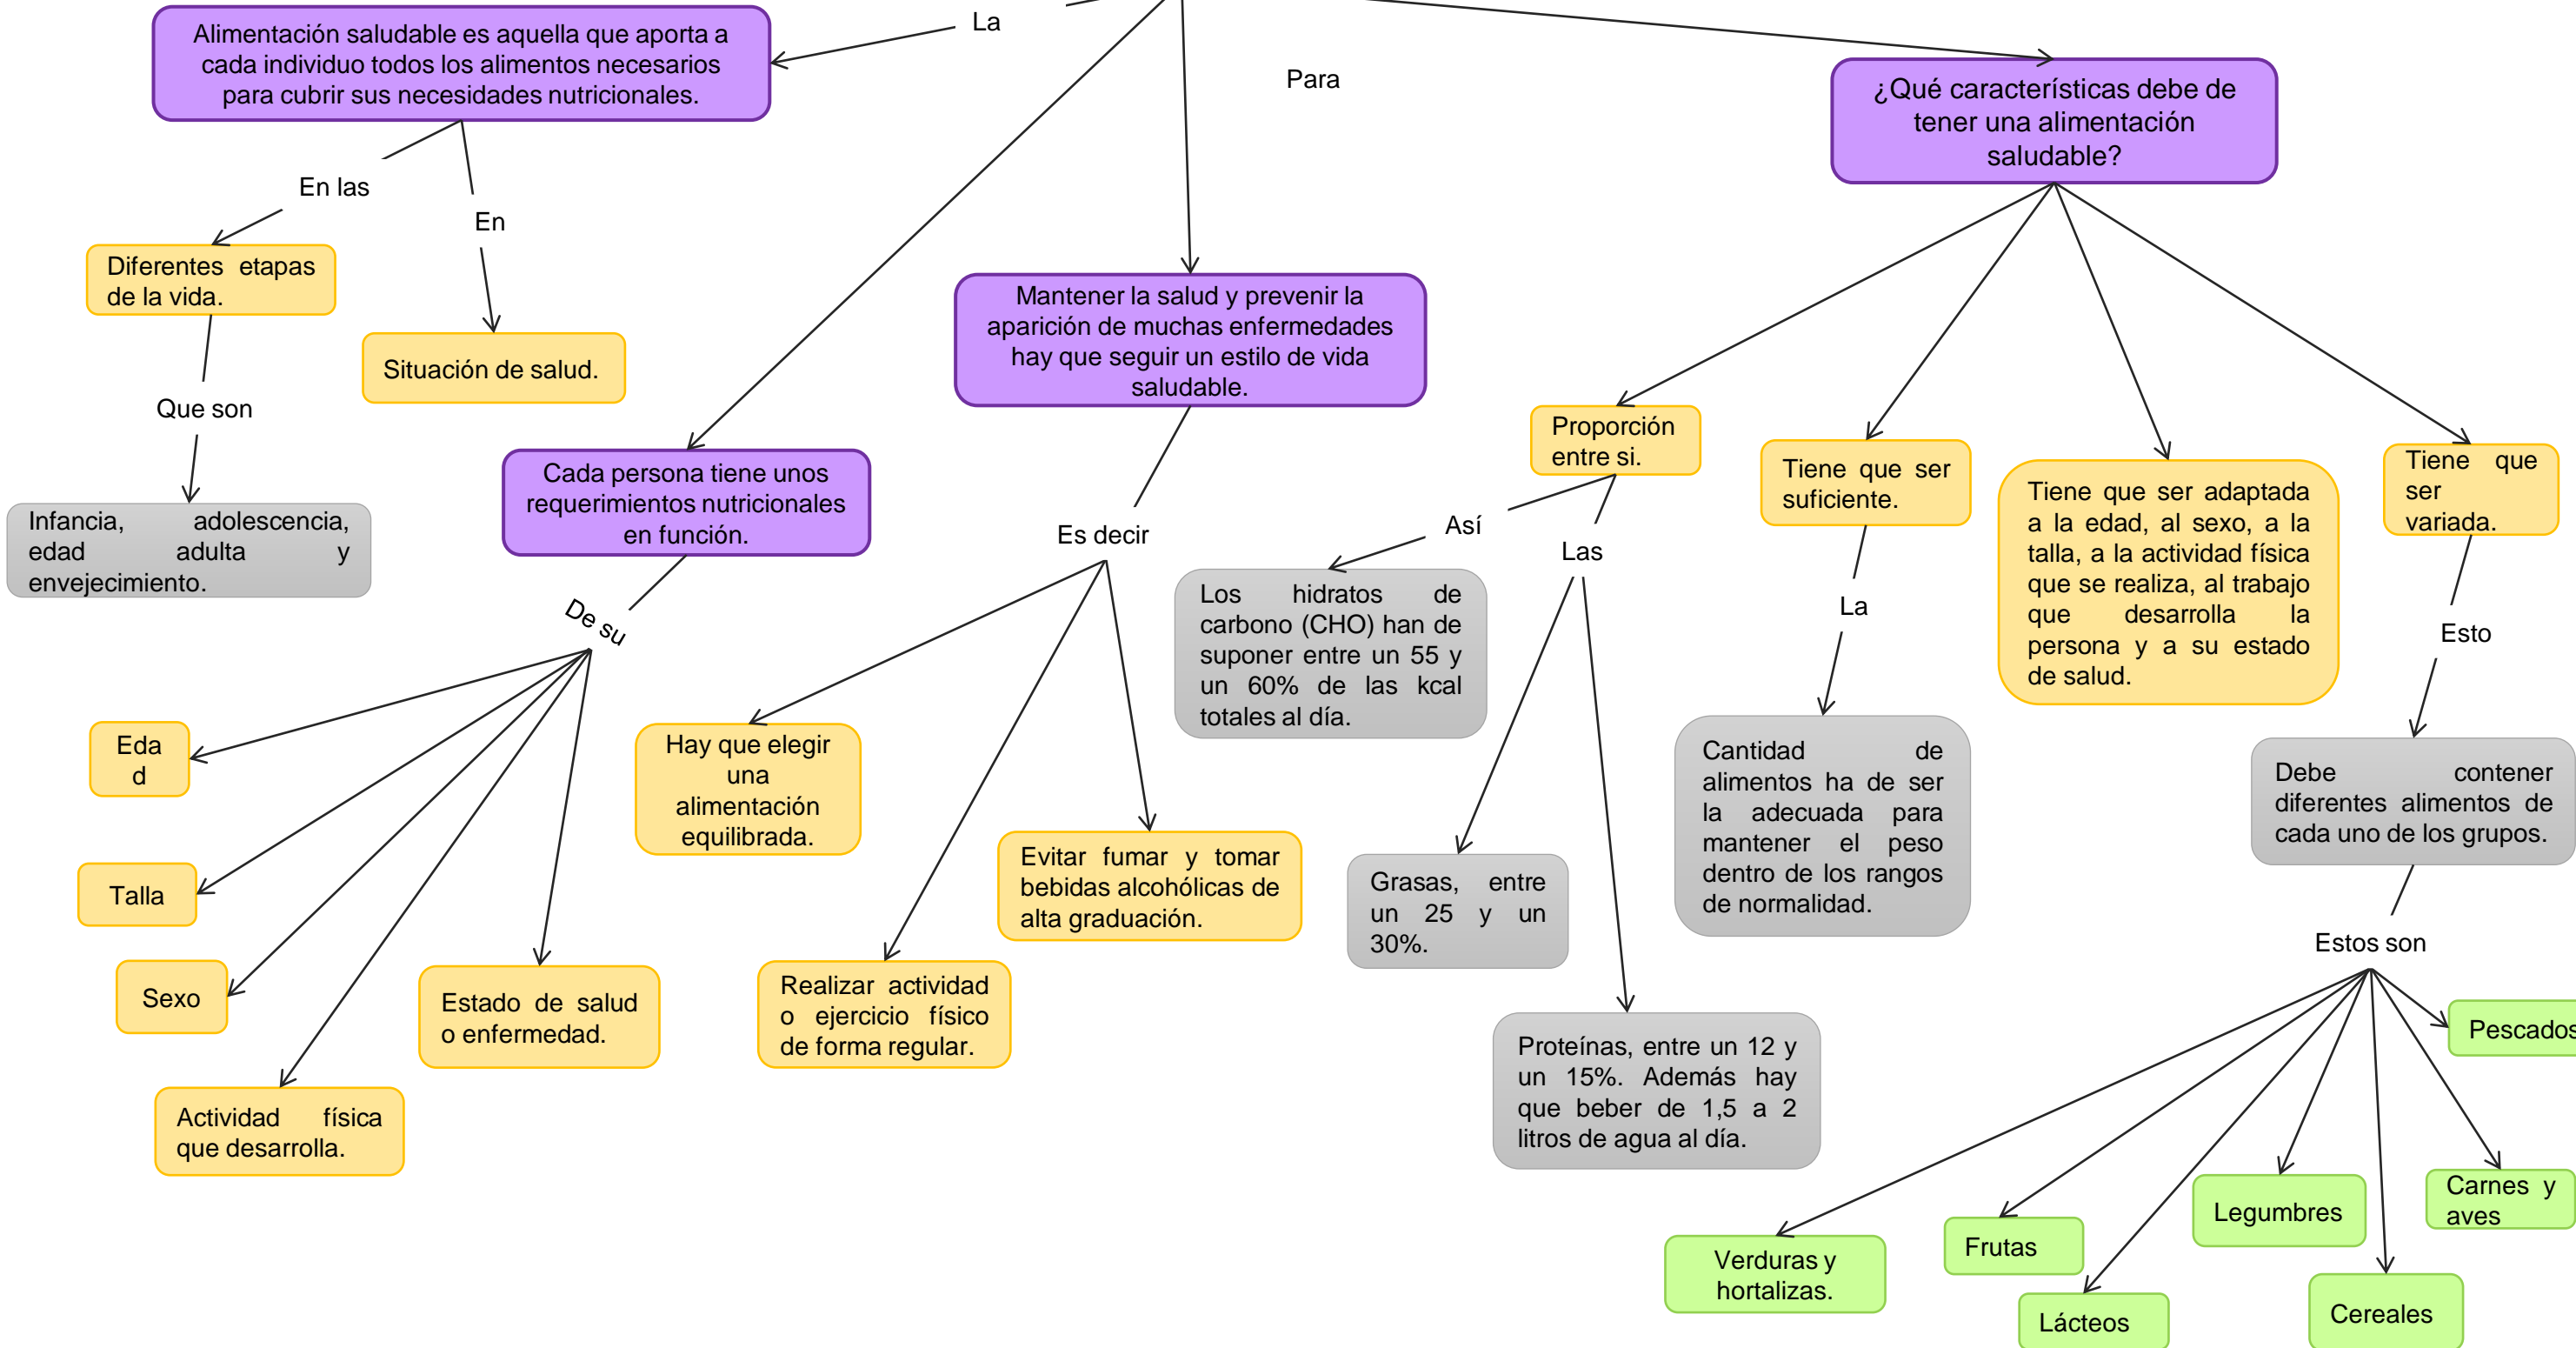 La
Alimentación saludable es aquella que aporta a
cada individuo todos los alimentos necesarios
para cubrir sus necesidades nutricionales.
Para
¿Qué características debe de
tener una alimentación
saludable?
En las
En
Diferentes etapas
de la vida.
Situación de salud.
Que son
Infancia, adolescencia,
edad adulta y
envejecimiento.
Cada persona tiene unos
requerimientos nutricionales
en función.
De su
Eda
d
Talla
Sexo
Actividad física
que desarrolla.
Estado de salud
o enfermedad.
Mantener la salud y prevenir la
aparición de muchas enfermedades
hay que seguir un estilo de vida
saludable.
Es decir
Hay que elegir
una
alimentación
equilibrada.
Realizar actividad
o ejercicio físico
de forma regular.
Evitar fumar y tomar
bebidas alcohólicas de
alta graduación.
Proporción
entre si.
Así
Las
Los hidratos de
carbono (CHO) han de
suponer entre un 55 y
un 60% de las kcal
totales al día.
Grasas, entre
un 25 y un
30%.
Proteínas, entre un 12 y
un 15%. Además hay
que beber de 1,5 a 2
litros de agua al día.
Tiene que ser
suficiente.
La
Cantidad de
alimentos ha de ser
la adecuada para
mantener el peso
dentro de los rangos
de normalidad.
Tiene que ser adaptada
a la edad, al sexo, a la
talla, a la actividad física
que se realiza, al trabajo
que desarrolla la
persona y a su estado
de salud.
Tiene que
ser
variada.
Esto
Debe contener
diferentes alimentos de
cada uno de los grupos.
Estos son
Pescados
Carnes y
aves
Legumbres
Frutas
Verduras y
hortalizas.
Lácteos
Cereales